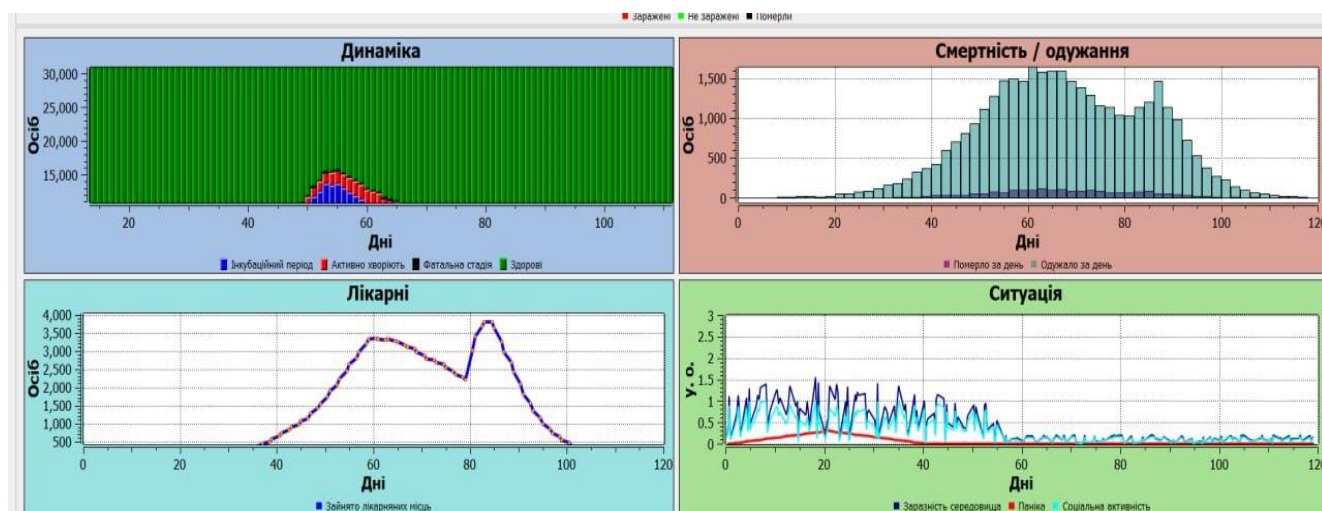 Заражені Не заражені Померли
Динаміка
30,000
25,000
20,000
15,000
Осіб
20 40 60 80 100
Дні
Інкубаційний період Активно хворіють Фатальна стадія Здорові
Смертність / одужання
1,500
1,000
500
0
Осіб
0 20 40 60 80 100 120
Дні
Померло за день Одужало за день
Лікарні
4,000
3,500
3,000
2,500
2,000
1,500
1,000
500
Осіб
0 20 40 60 80 100 120
Дні
Зайнято лікарняних місць
Ситуація
3
2.5
2
1.5
1
0.5
0
У. о.
0 20 40 60 80 100 120
Дні
Заразність середовища Паніка Соціальна активність